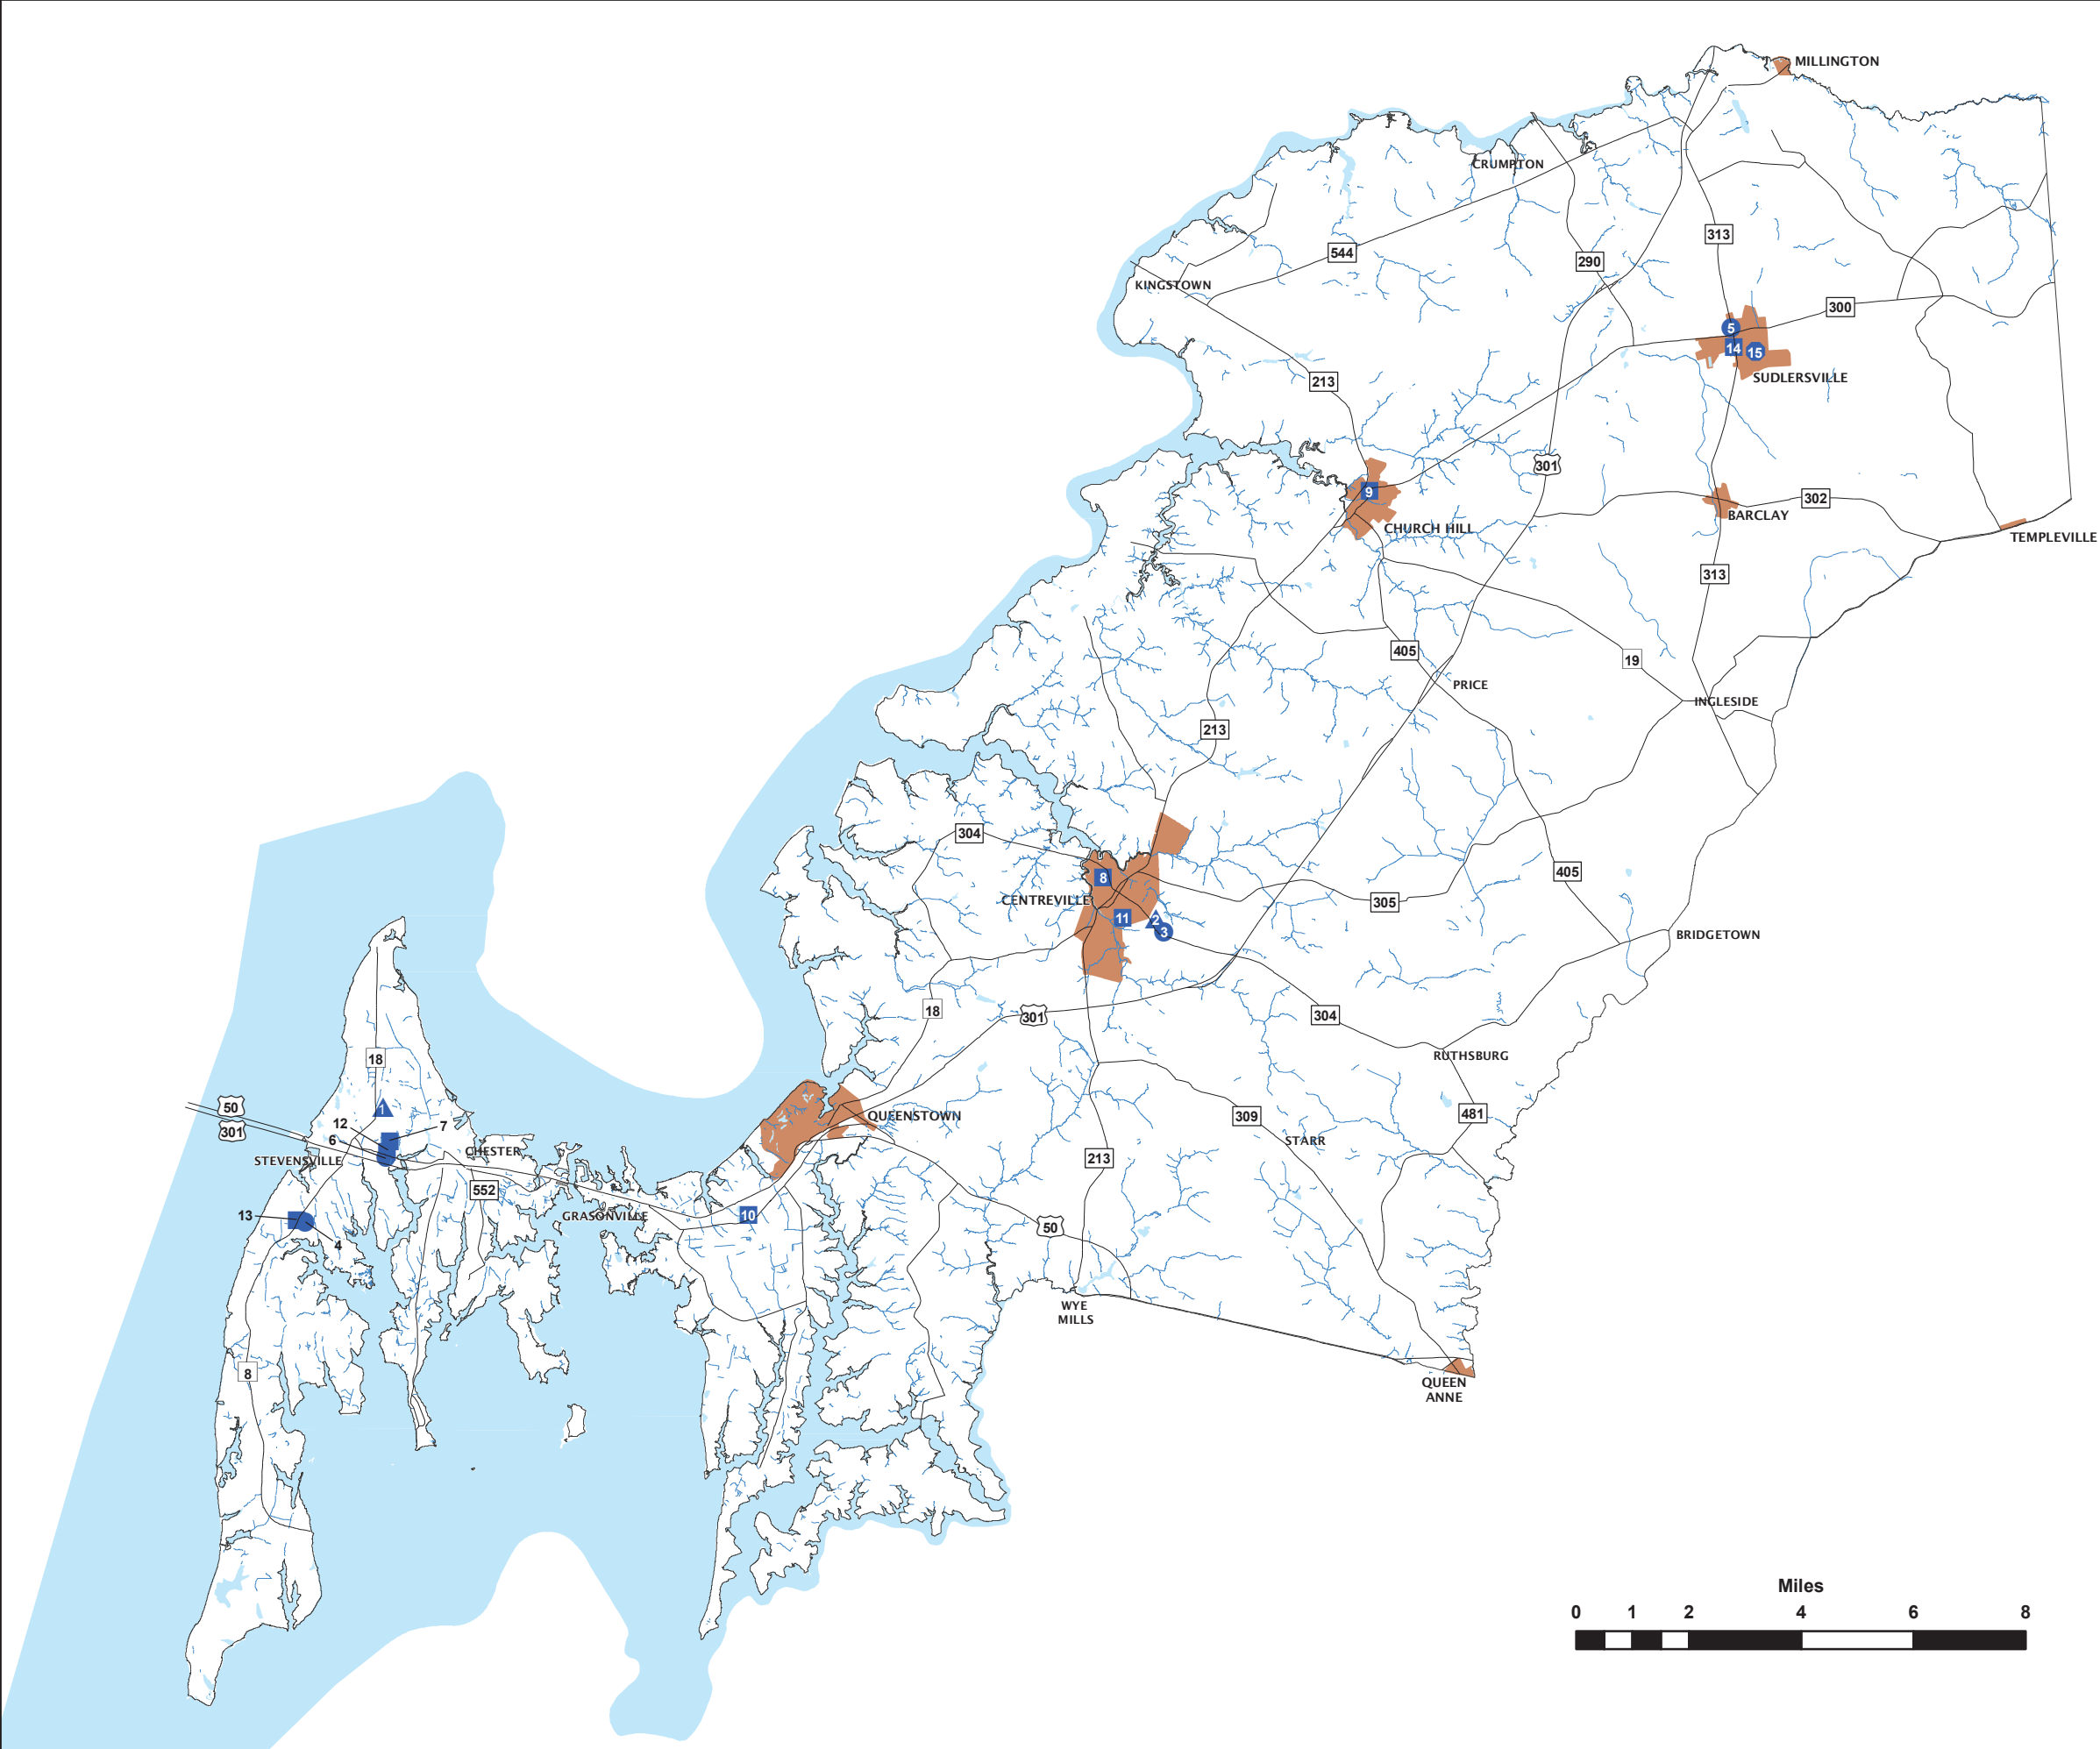 MILLINGTON
CRUMPTON
313
544
290
KINGSTOWN
300
5
14
15
SUDLERSVILLE
213
301
9
302
BARCLAY
CHURCH HILL
TEMPLEVILLE
313
405
19
PRICE
INGLESIDE
213
304
8
405
CENTREVILLE
305
11
2
3
BRIDGETOWN
18
301
304
18
RUTHSBURG
50
1
QUEENSTOWN
309
481
12
7
301
6
STARR
CHESTER
STEVENSVILLE
213
552
13
GRASONVILLE
10
50
4
WYE
MILLS
8
QUEEN
ANNE
Miles
0 1 2 4 6 8